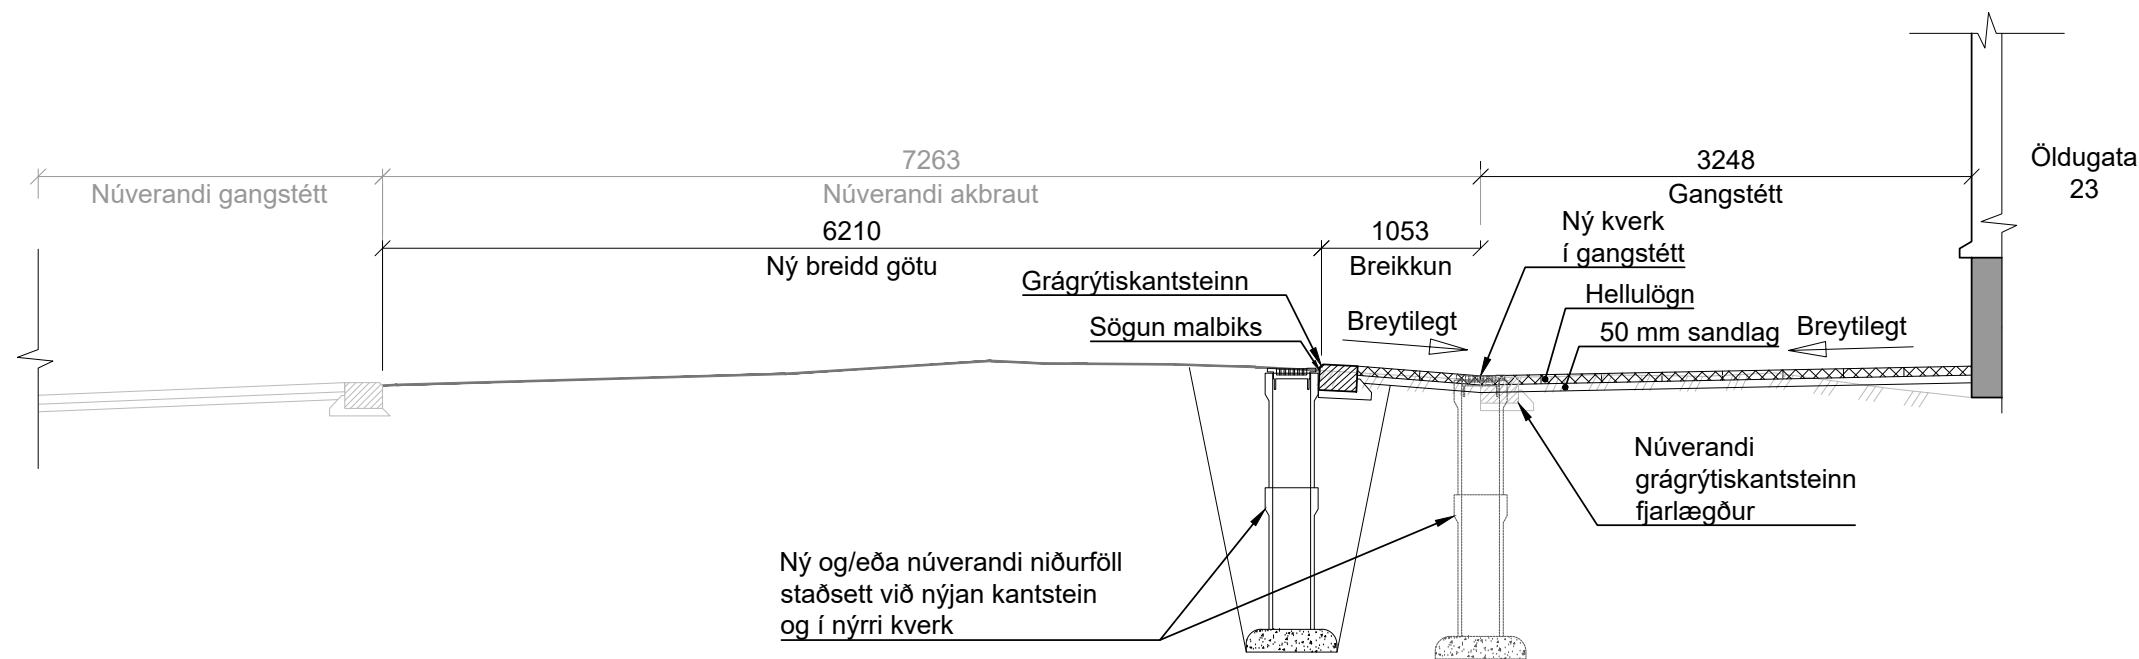 7263
3248
Öldugata
23
Núverandi gangstétt
Núverandi akbraut
Gangstétt
6210
1053
Ný kverk
í gangstétt
Ný breidd götu
Breikkun
Grágrýtiskantsteinn
Hellulögn
Sögun malbiks
Breytilegt
50 mm sandlag
Breytilegt
Núverandi
grágrýtiskantsteinn
fjarlægður
Ný og/eða núverandi niðurföll
staðsett við nýjan kantstein
og í nýrri kverk